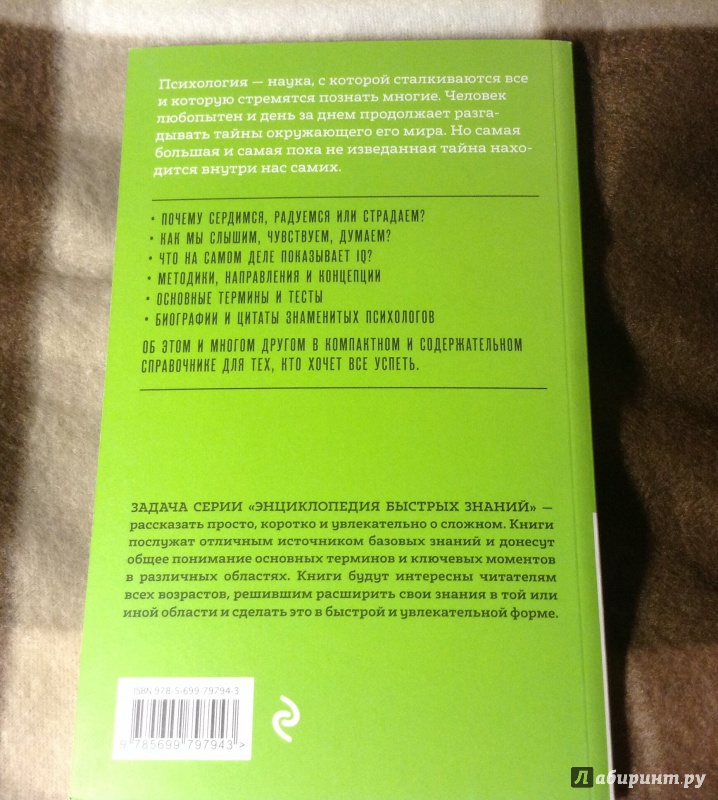 Психология — наука, с которой сталкиваются все
и которую стремятся познать многие. Человек
любопытен и день за днем продолжает разга-
дывать тайны окружающего его мира. Но самая
большая и самая пока не изведанная тайна нахо-
дится внутри нас самих.
• ПОЧЕМУ СЕРДИМСЯ, РАДУЕМСЯ ИЛИ СТРАДАЕМ?
• КАК МЫ СЛЫШИМ, ЧУВСТВУЕМ, ДУМАЕМ?
• ЧТО НА САМОМ ДЕЛЕ ПОКАЗЫВАЕТ IQ?
• МЕТОДИКИ, НАПРАВЛЕНИЯ И КОНЦЕПЦИИ
• ОСНОВНЫЕ ТЕРМИНЫ И ТЕСТЫ
• БИОГРАФИИ И ЦИТАТЫ ЗНАМЕНИТЫХ ПСИХОЛОГОВ
ОБ ЭТОМ И МНОГОМ ДРУГОМ В КОМПАКТНОМ И СОДЕРЖАТЕЛЬНОМ
СПРАВОЧНИКЕ ДЛЯ ТЕХ, КТО ХОЧЕТ ВСЕ УСПЕТЬ.
ЗАДАЧА СЕРИИ «ЭНЦИКЛОПЕДИЯ БЫСТРЫХ ЗНАНИЙ» —
рассказать просто, коротко и увлекательно о сложном. Книги
послужат отличным источником базовых знаний и донесут
общее понимание основных терминов и ключевых моментов
в различных областях. Книги будут интересны читателям
всех возрастов, решившим расширить свои знания в той или
иной области и сделать это в быстрой и увлекательной форме.
ISBN 978-5-699-79794-3
9 785699 797943 >
Лабиринт.ру